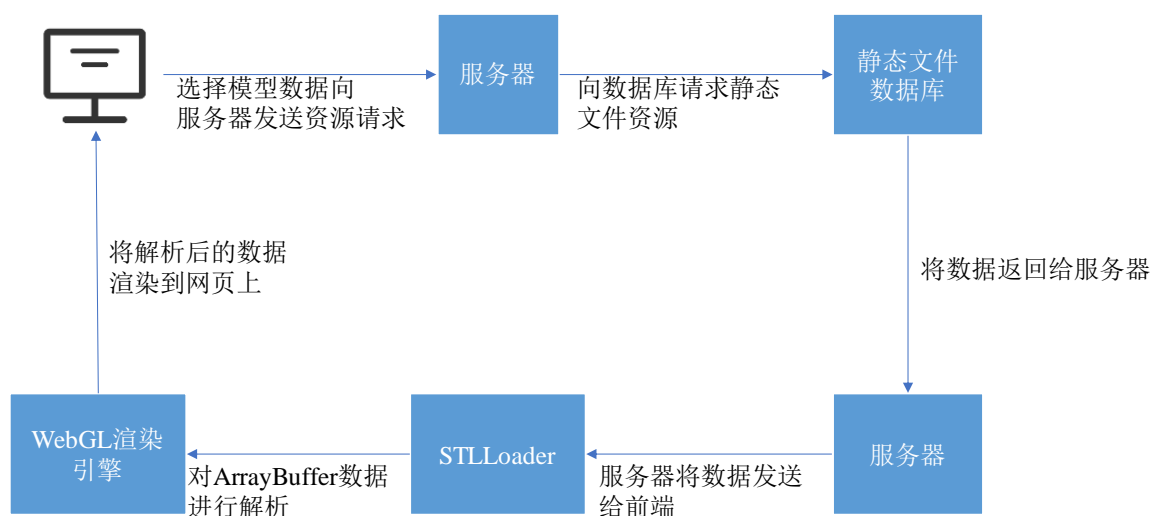 选择模型数据向
服务器发送资源请求
服务器
向数据库请求静态
文件资源
静态文件
数据库
将解析后的数据
渲染到网页上
将数据返回给服务器
WebGL渲染
引擎
对ArrayBuffer数据
进行解析
STLLoader
服务器将数据发送
给前端
服务器